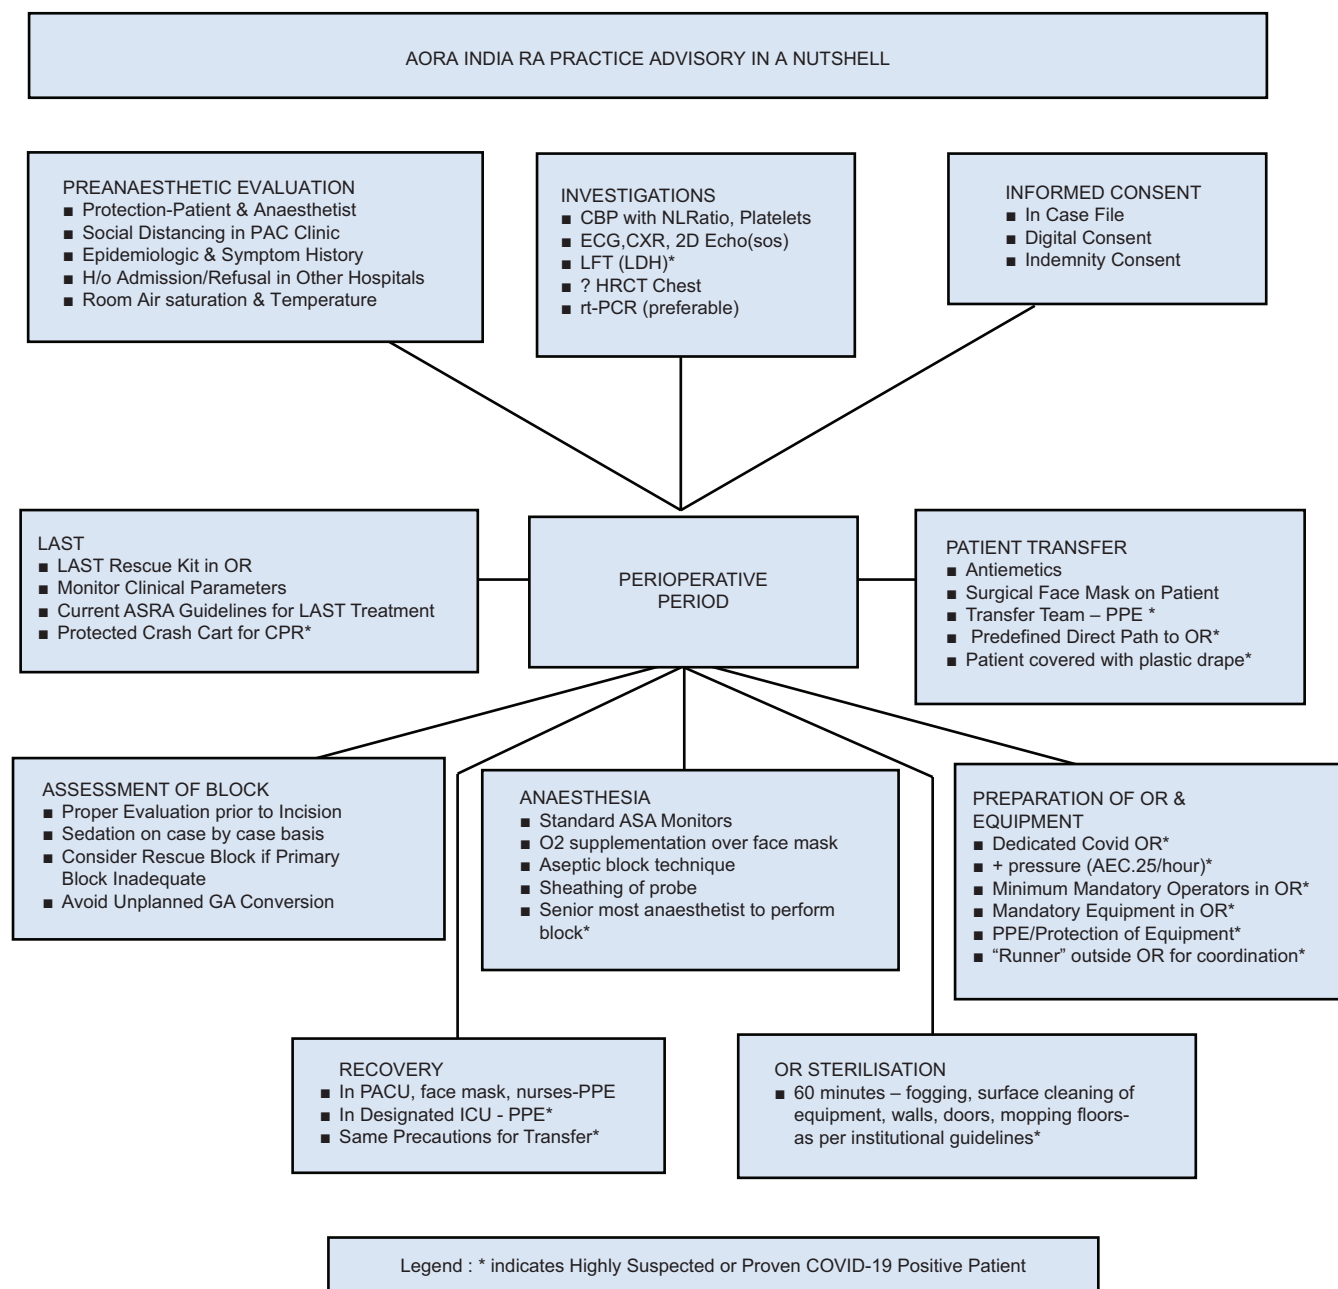 AORA INDIA RA PRACTICE ADVISORY IN A NUTSHELL
PREANAESTHETIC EVALUATION
■ Protection-Patient & Anaesthetist
■ Social Distancing in PAC Clinic
■ Epidemiologic & Symptom History
■ H/o Admission/Refusal in Other Hospitals
■ Room Air saturation & Temperature
INVESTIGATIONS
■ CBP with NLRatio, Platelets
■ ECG,CXR, 2D Echo(sos)
■ LFT (LDH)*
■ ? HRCT Chest
■ rt-PCR (preferable)
INFORMED CONSENT
■ In Case File
■ Digital Consent
■ Indemnity Consent
LAST
■ LAST Rescue Kit in OR
■ Monitor Clinical Parameters
■ Current ASRA Guidelines for LAST Treatment
■ Protected Crash Cart for CPR*
PERIOPERATIVE
PERIOD
PATIENT TRANSFER
■ Antiemetics
■ Surgical Face Mask on Patient
■ Transfer Team – PPE *
■ Predefined Direct Path to OR*
■ Patient covered with plastic drape*
ASSESSMENT OF BLOCK
■ Proper Evaluation prior to Incision
■ Sedation on case by case basis
■ Consider Rescue Block if Primary
Block Inadequate
■ Avoid Unplanned GA Conversion
ANAESTHESIA
■ Standard ASA Monitors
■ O2 supplementation over face mask
■ Aseptic block technique
■ Sheathing of probe
■ Senior most anaesthetist to perform
block*
PREPARATION OF OR &
EQUIPMENT
■ Dedicated Covid OR*
■ + pressure (AEC.25/hour)*
■ Minimum Mandatory Operators in OR*
■ Mandatory Equipment in OR*
■ PPE/Protection of Equipment*
■ “Runner” outside OR for coordination*
RECOVERY
■ In PACU, face mask, nurses-PPE
■ In Designated ICU - PPE*
■ Same Precautions for Transfer*
OR STERILISATION
■ 60 minutes – fogging, surface cleaning of
equipment, walls, doors, mopping floors-
as per institutional guidelines*
Legend : * indicates Highly Suspected or Proven COVID-19 Positive Patient